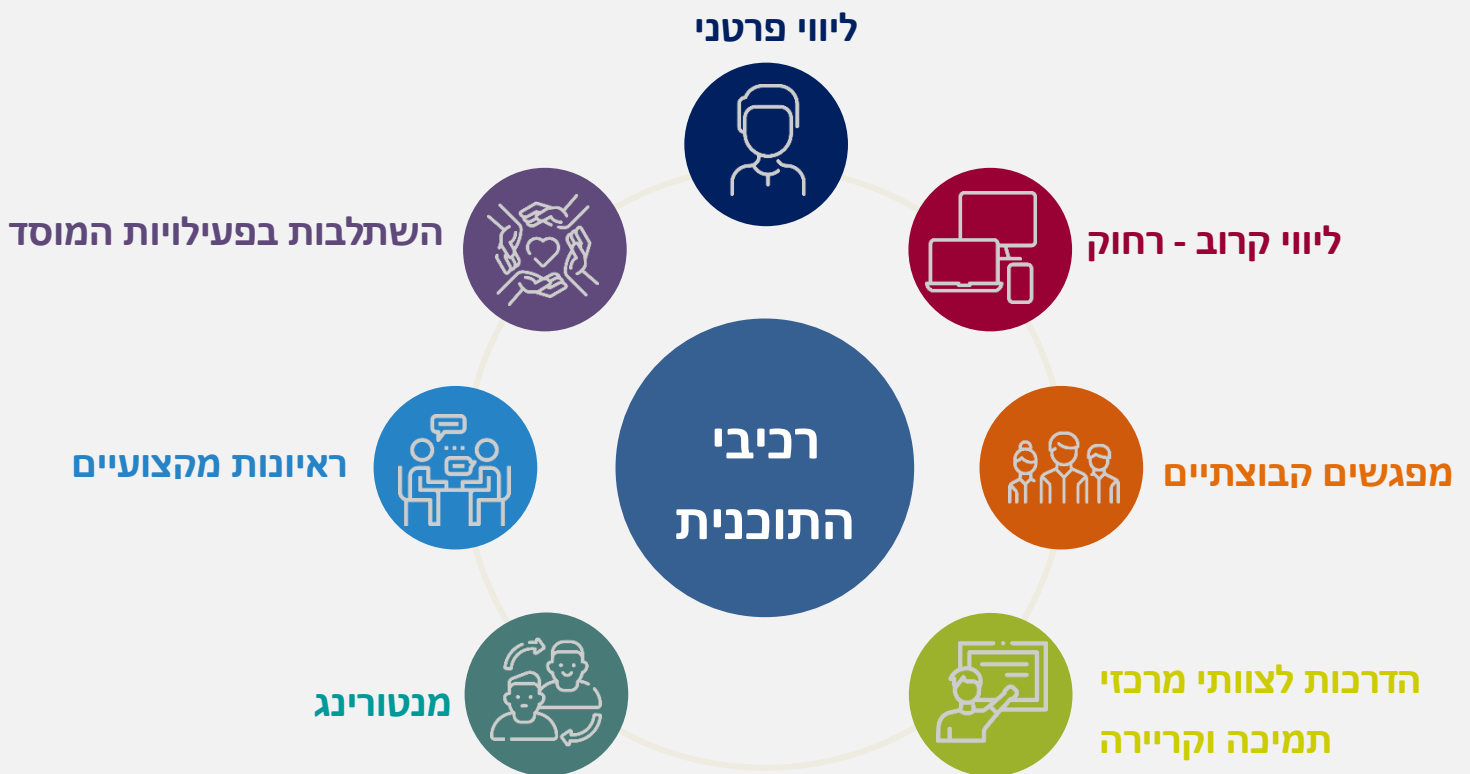 ליווי פרטני
ליווי קרוב - רחוק
מפגשים קבוצתיים
הדרכות לצוותי מרכזי
תמיכה וקריירה
מנטורינג
ראיונות מקצועיים
השתלבות בפעילויות המוסד
רכיבי
התוכנית